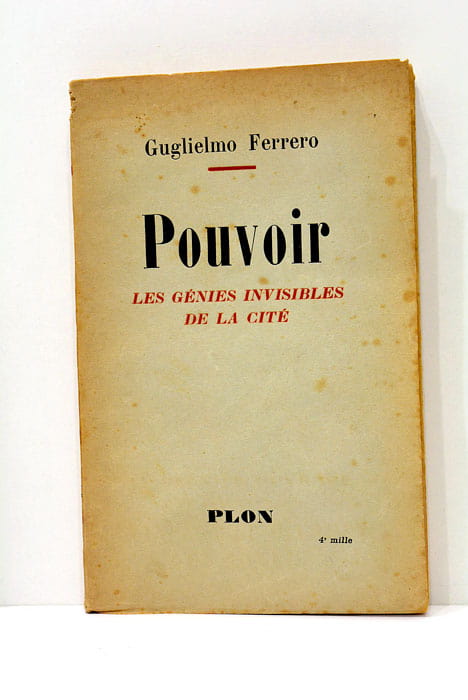 Guglielmo Ferrero
Pouvoir
LES GÉNIES INVISIBLES
DE LA CITÉ
PLON
4e mille